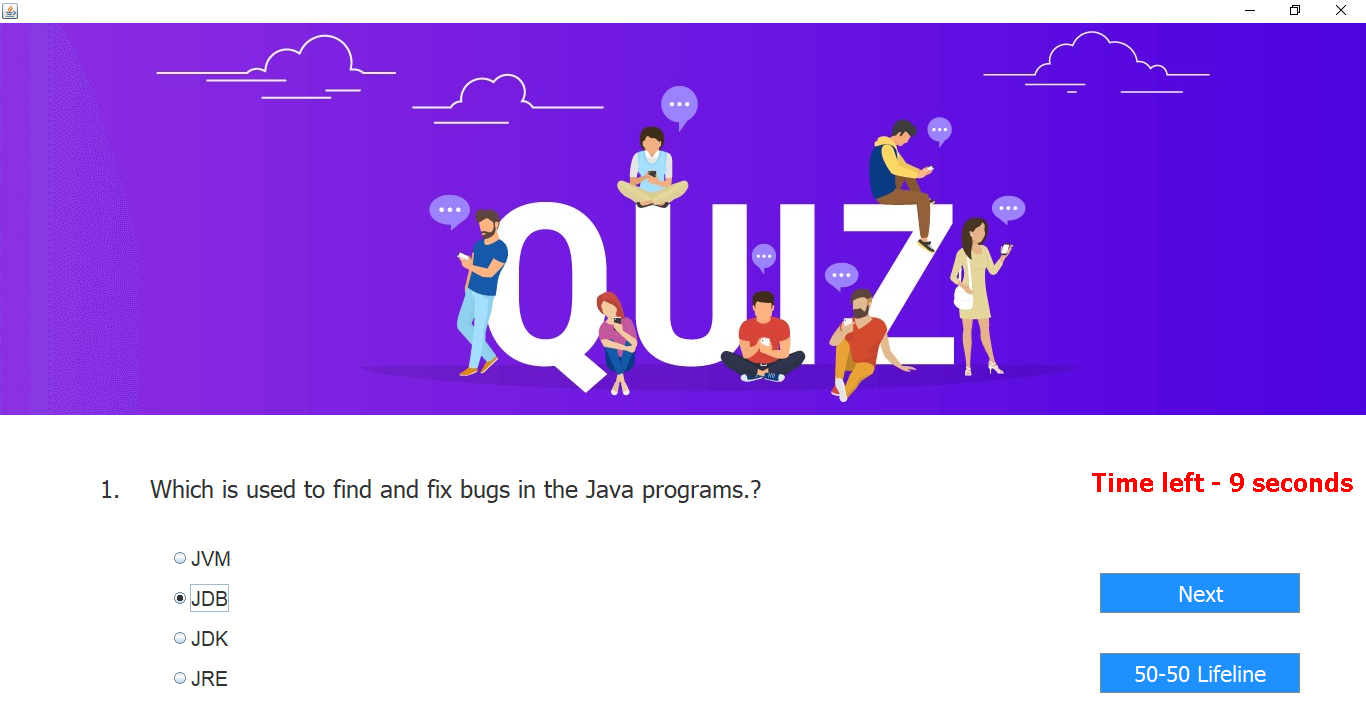 QUIZ
1. Which is used to find and fix bugs in the Java programs.?
Time left - 9 seconds
JVM
JDB
JDK
JRE
Next
50-50 Lifeline